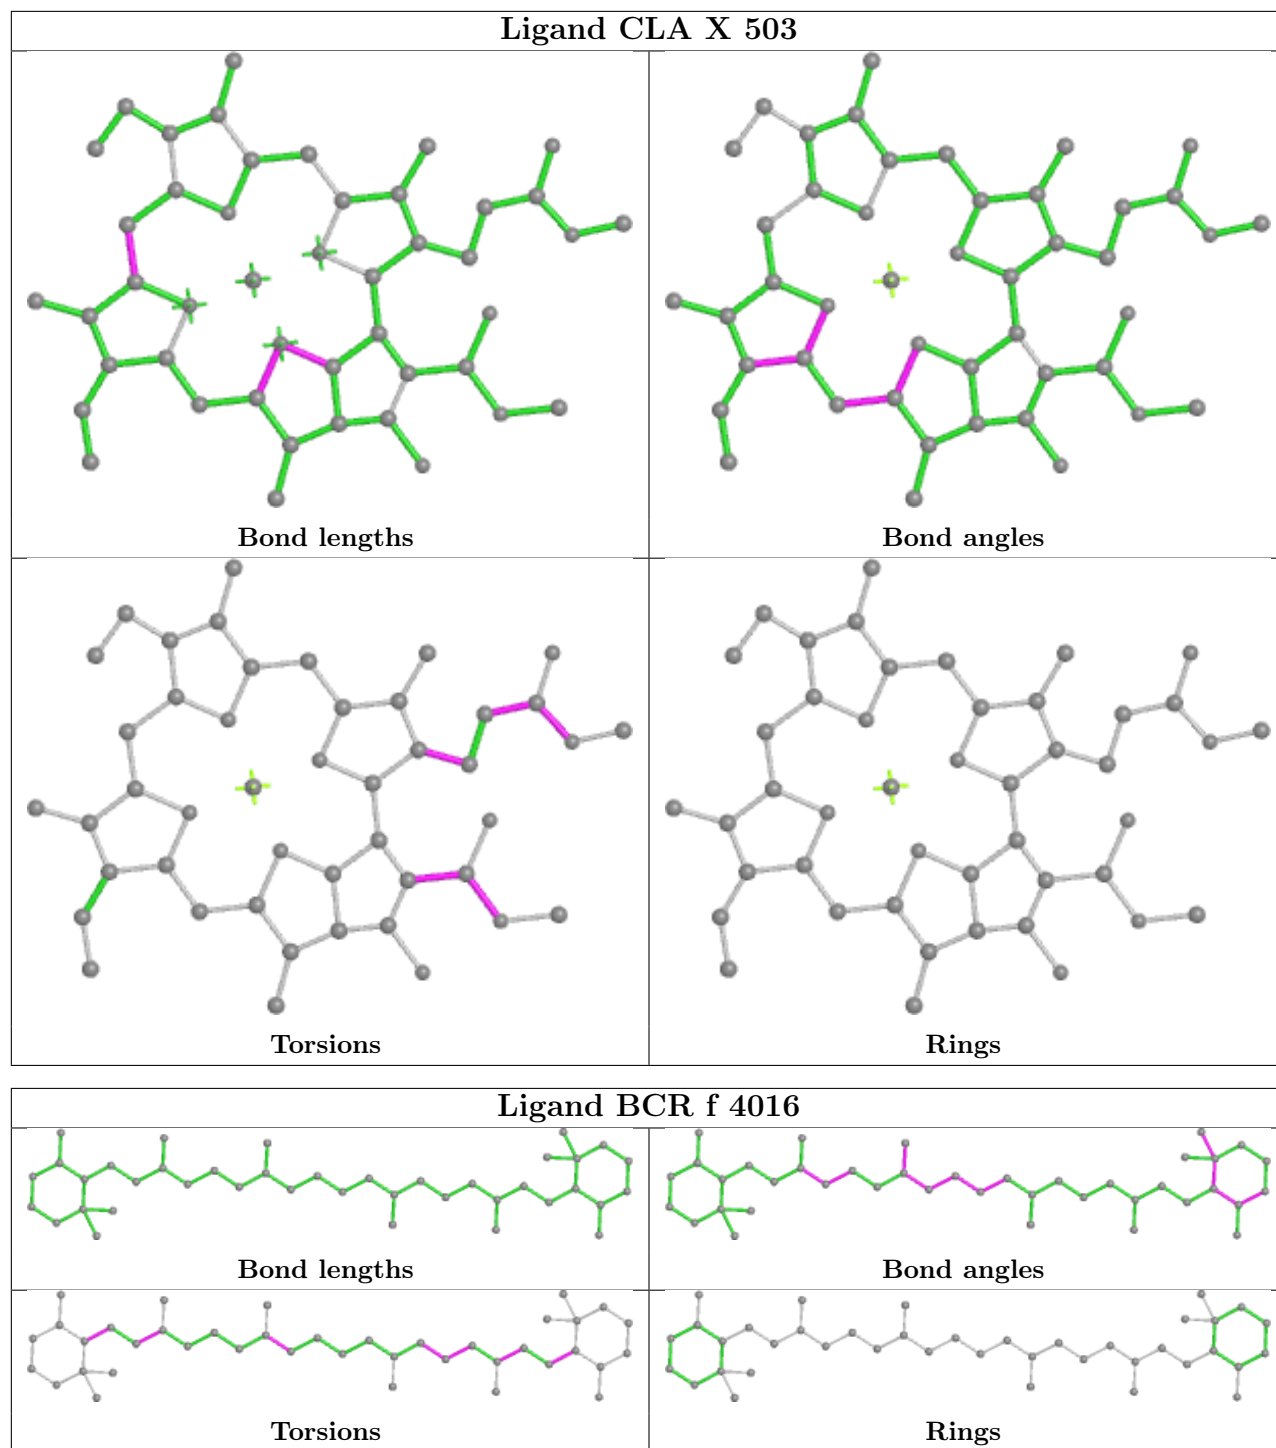 Ligand CLA X 503
Bond lengths
Bond angles
Torsions
Rings
Ligand BCR f 4016
Bond lengths
Bond angles
Torsions
Rings